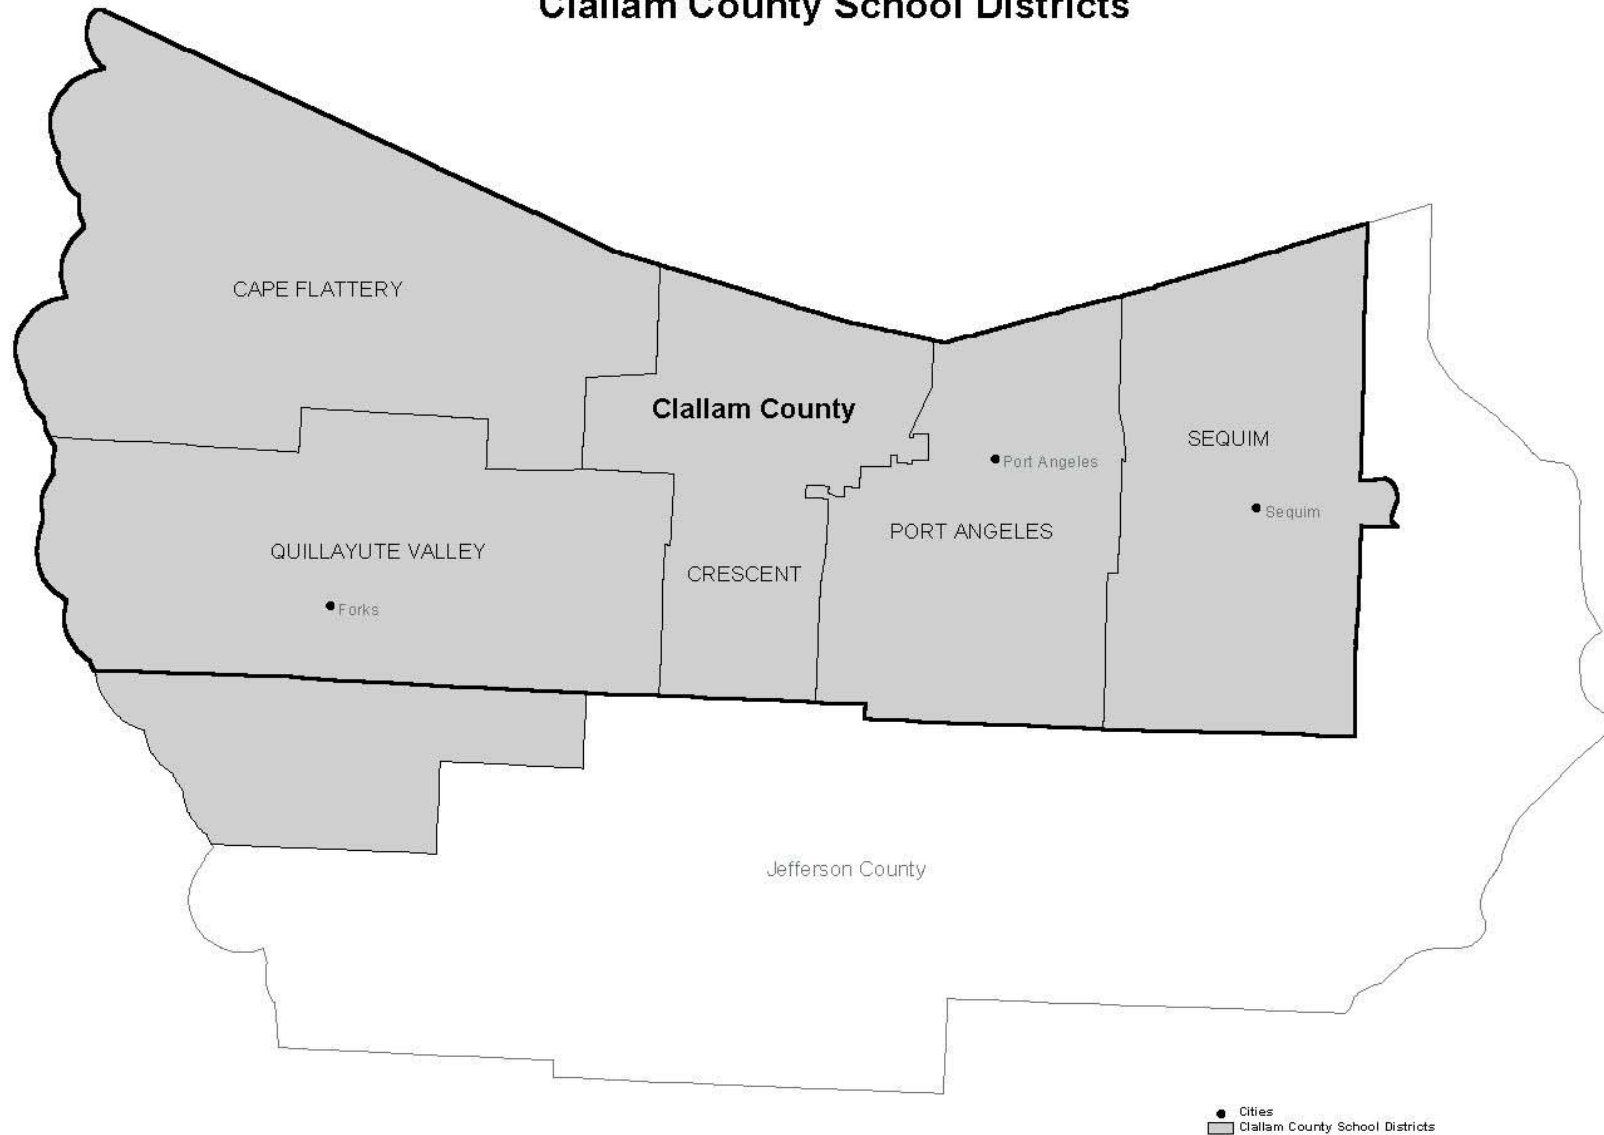 Clallam County School Districts
CAPE FLATTERY
Clallam County
SEQUIM
Port Angeles
Sequim
PORT ANGELES
QUILLAYUTE VALLEY
CRESCENT
Forks
Jefferson County
Cities
Clallam County School Districts